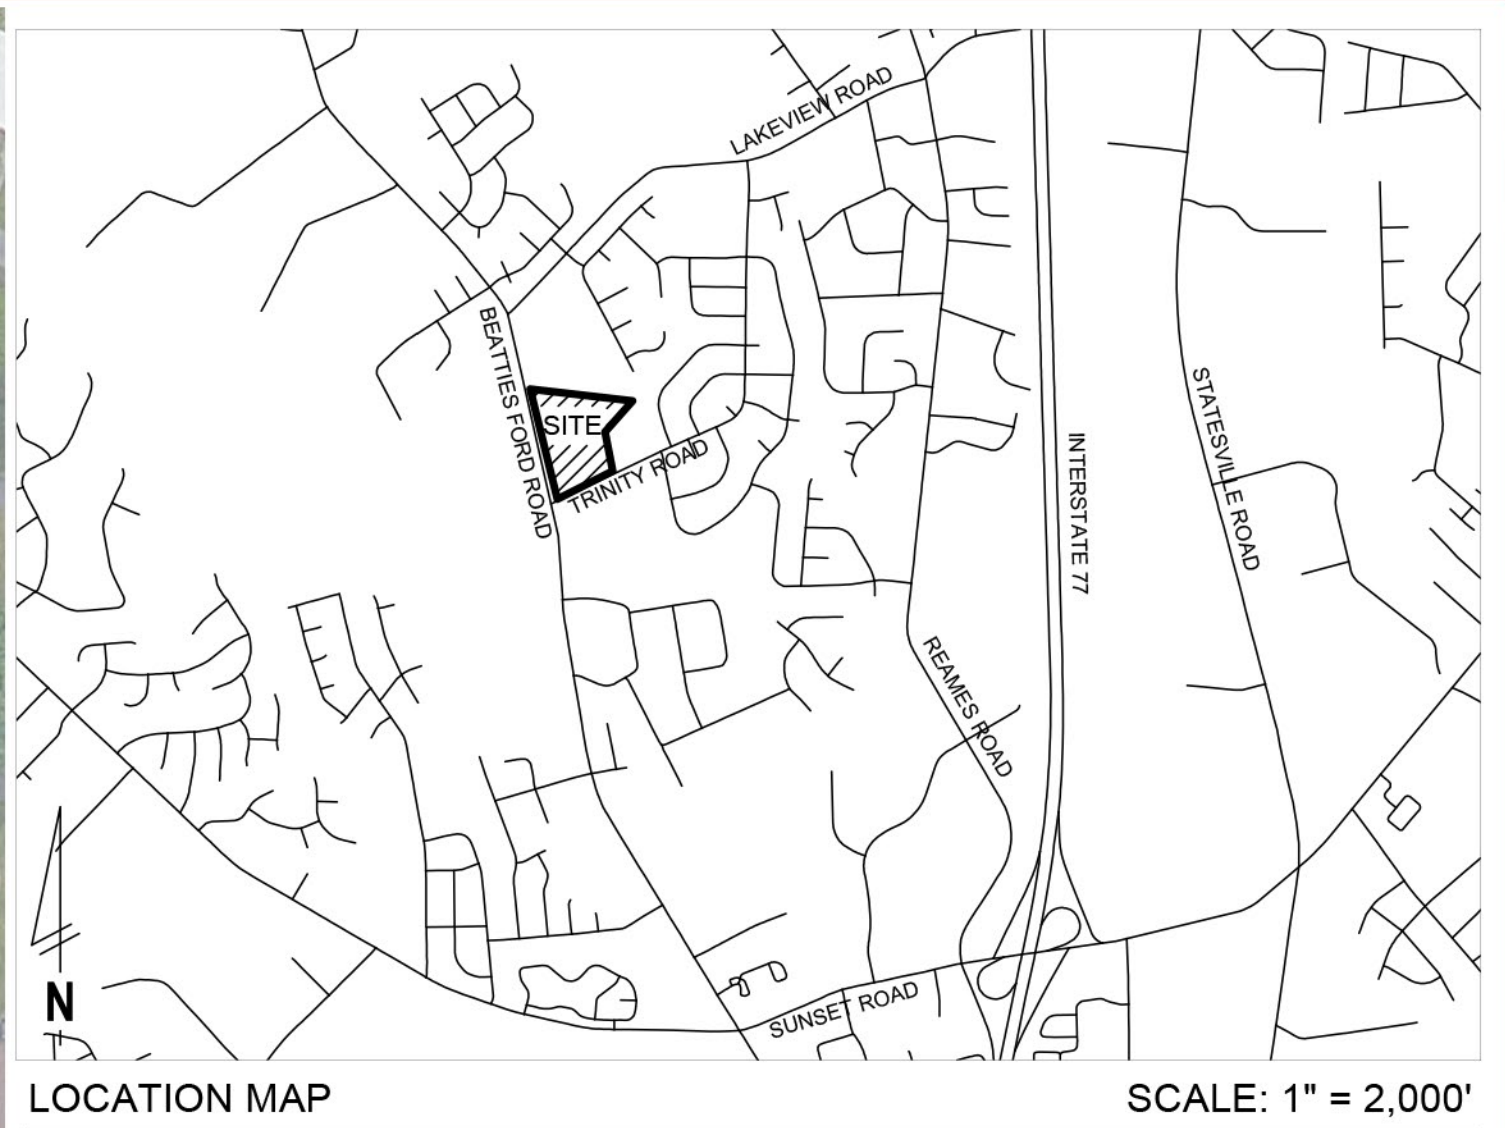 LAKEVIEW ROAD
BEATTIES FORD ROAD
SITE
TRINITY ROAD
INTERSTATE 77
STATESVILLE ROAD
REAMES ROAD
SUNSET ROAD
N
LOCATION MAP
SCALE: 1" = 2,000'